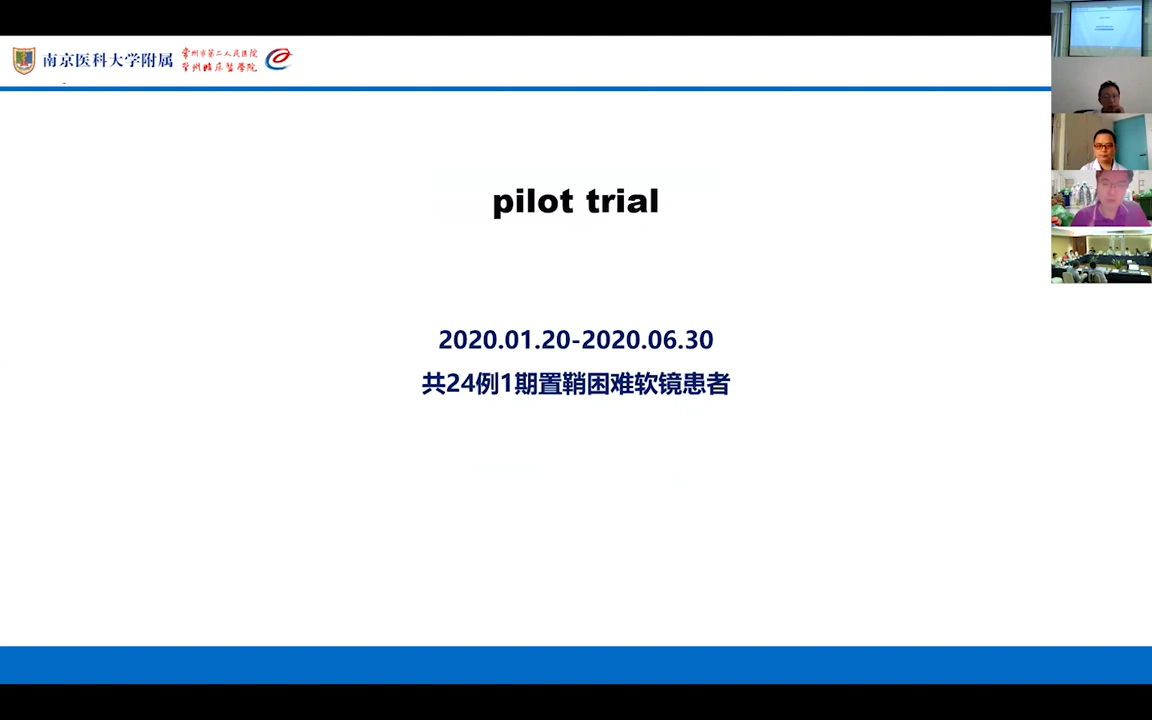 南京医科大学附属
常州市第二人民医院
常州临床医学院
pilot trial
2020.01.20-2020.06.30
共24例1期置鞘困难软镜患者